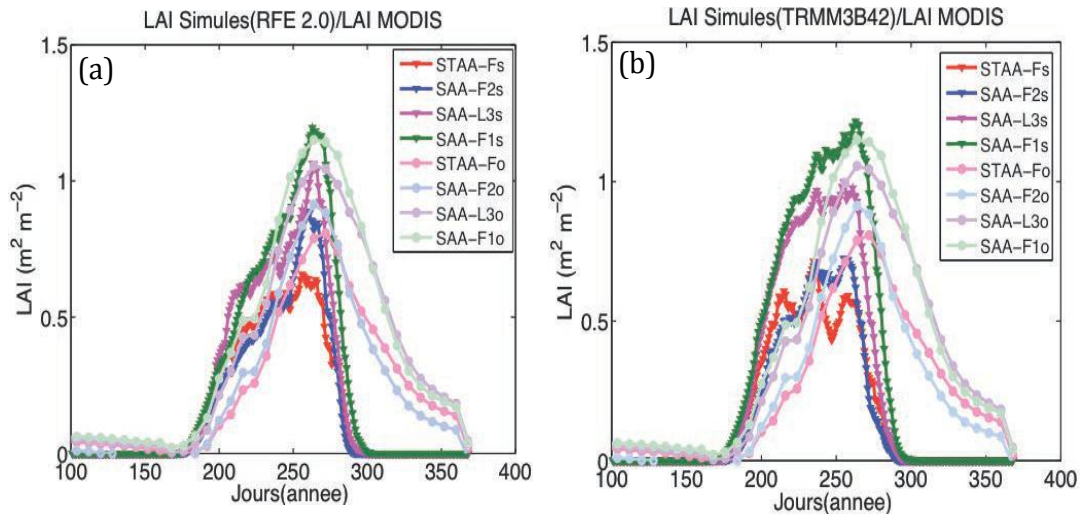 LAI Simules(RFE 2.0)/LAI MODIS
(a)
STAA-Fs
SAA-F2s
SAA-L3s
SAA-F1s
STAA-Fo
SAA-F2o
SAA-L3o
SAA-F1o
LAI (m² m⁻²)
1.5
1
0.5
0
100 150 200 250 300 350 400
Jours(annee)
LAI Simules(TRMM3B42)/LAI MODIS
(b)
STAA-Fs
SAA-F2s
SAA-L3s
SAA-F1s
STAA-Fo
SAA-F2o
SAA-L3o
SAA-F1o
LAI (m² m⁻²)
1.5
1
0.5
0
100 150 200 250 300 350 400
Jours(annee)